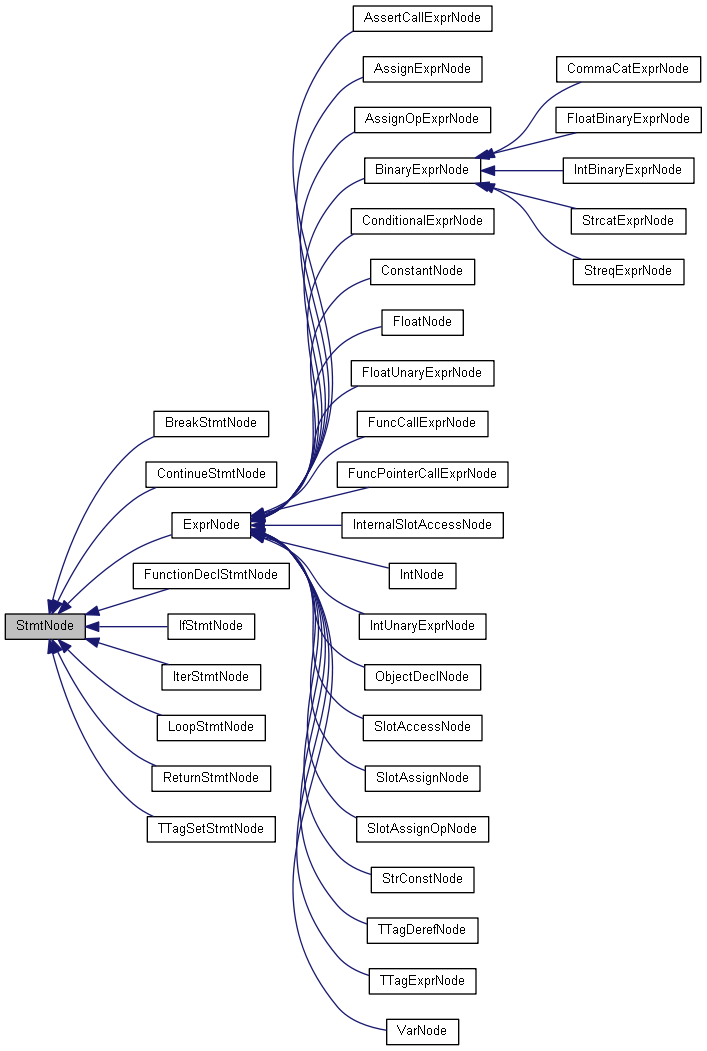 StmtNode
BreakStmtNode
ContinueStmtNode
ExprNode
FunctionDeclStmtNode
IfStmtNode
IterStmtNode
LoopStmtNode
ReturnStmtNode
TTagSetStmtNode
AssertCallExprNode
AssignExprNode
AssignOpExprNode
BinaryExprNode
ConditionalExprNode
ConstantNode
FloatNode
FloatUnaryExprNode
FuncCallExprNode
FuncPointerCallExprNode
InternalSlotAccessNode
IntNode
IntUnaryExprNode
ObjectDeclNode
SlotAccessNode
SlotAssignNode
SlotAssignOpNode
StrConstNode
TTagDerefNode
TTagExprNode
VarNode
CommaCatExprNode
FloatBinaryExprNode
IntBinaryExprNode
StrcatExprNode
StreqExprNode